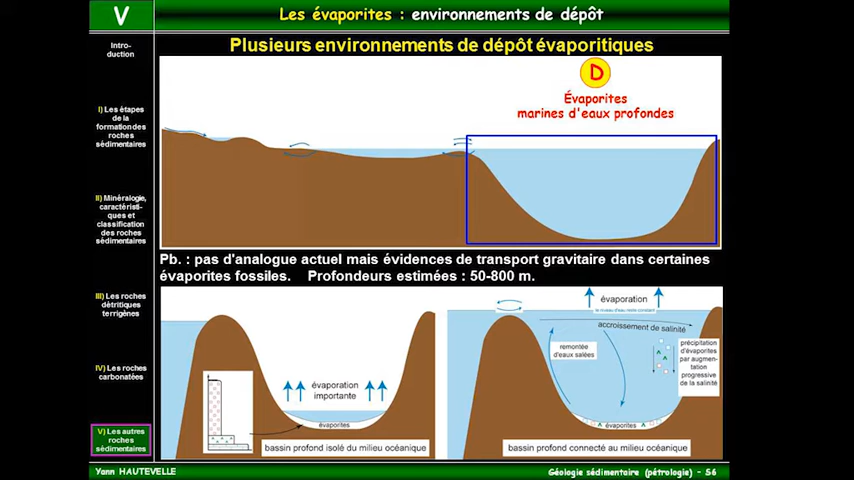 V
Les évaporites : environnements de dépôt
Intro-
duction
I) Les étapes
de la
formation des
roches
sédimentaires
II) Minéralogie,
caractéristi-
ques et
classification
des roches
sédimentaires
III) Les roches
détritiques
terrigènes
IV) Les roches
carbonatées
V) Les autres
roches
sédimentaires
Plusieurs environnements de dépôt évaporitiques
D
Évaporites
marines d'eaux profondes
Pb. : pas d'analogue actuel mais évidences de transport gravitaire dans certaines
évaporites fossiles. Profondeurs estimées : 50-800 m.
évaporation
importante
évaporites
bassin profond isolé du milieu océanique
évaporation
le niveau d'eau reste constant
accroissement de salinité
remontée
d'eaux salées
précipitation
d'évaporites
par augmen-
tation
progressive
de la salinité
évaporites
bassin profond connecté au milieu océanique
Yann HAUTEVELLE
Géologie sédimentaire (pétrologie) - 56